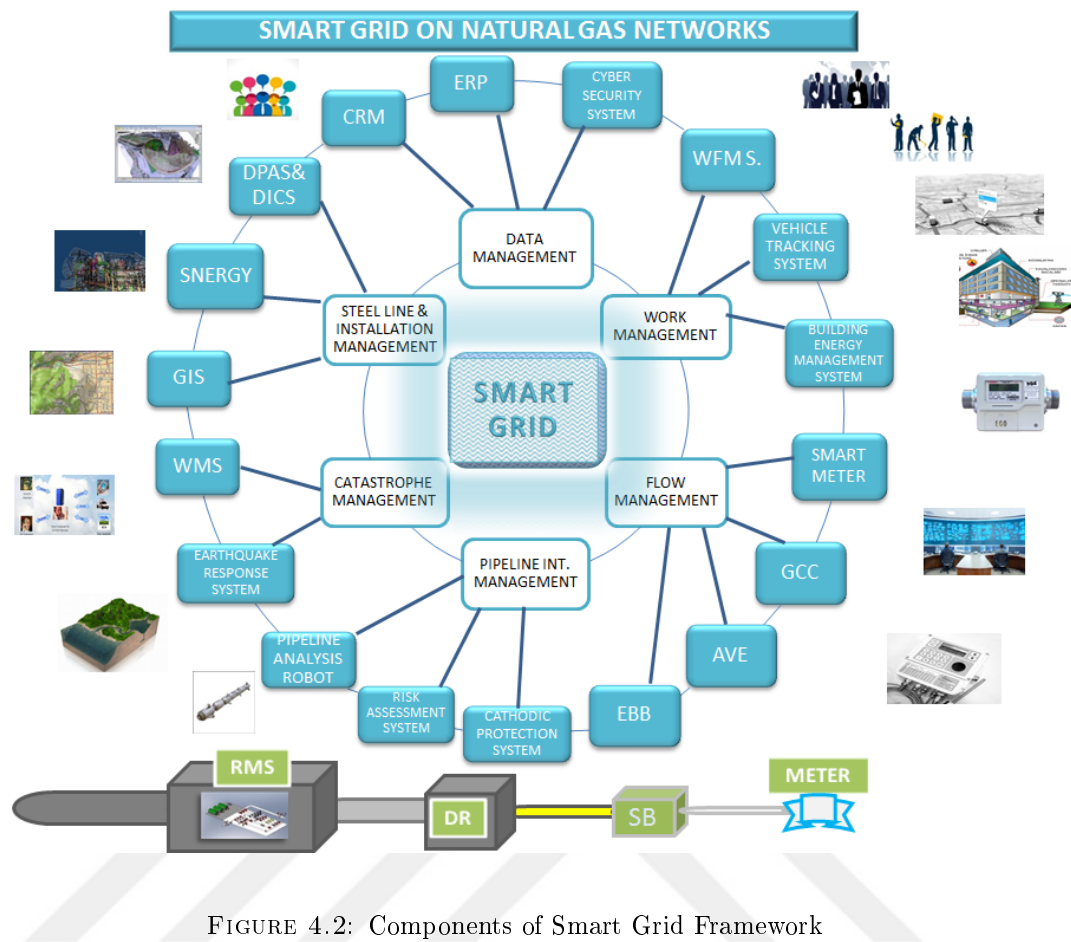 SMART GRID ON NATURAL GAS NETWORKS
ERP
CYBER
SECURITY
SYSTEM
CRM
WFM S.
DPAS&
DICS
DATA
MANAGEMENT
VEHICLE
TRACKING
SYSTEM
SNERGY
STEEL LINE &
INSTALLATION
MANAGEMENT
WORK
MANAGEMENT
BUILDING
ENERGY
MANAGEMENT
SYSTEM
GIS
SMART
GRID
WMS
CATASTROPHE
MANAGEMENT
FLOW
MANAGEMENT
SMART
METER
EARTHQUAKE
RESPONSE
SYSTEM
PIPELINE INT.
MANAGEMENT
GCC
PIPELINE
ANALYSIS
ROBOT
AVE
RISK
ASSESSMENT
SYSTEM
CATHODIC
PROTECTION
SYSTEM
EBB
RMS
METER
DR
SB
FIGURE 4.2: Components of Smart Grid Framework